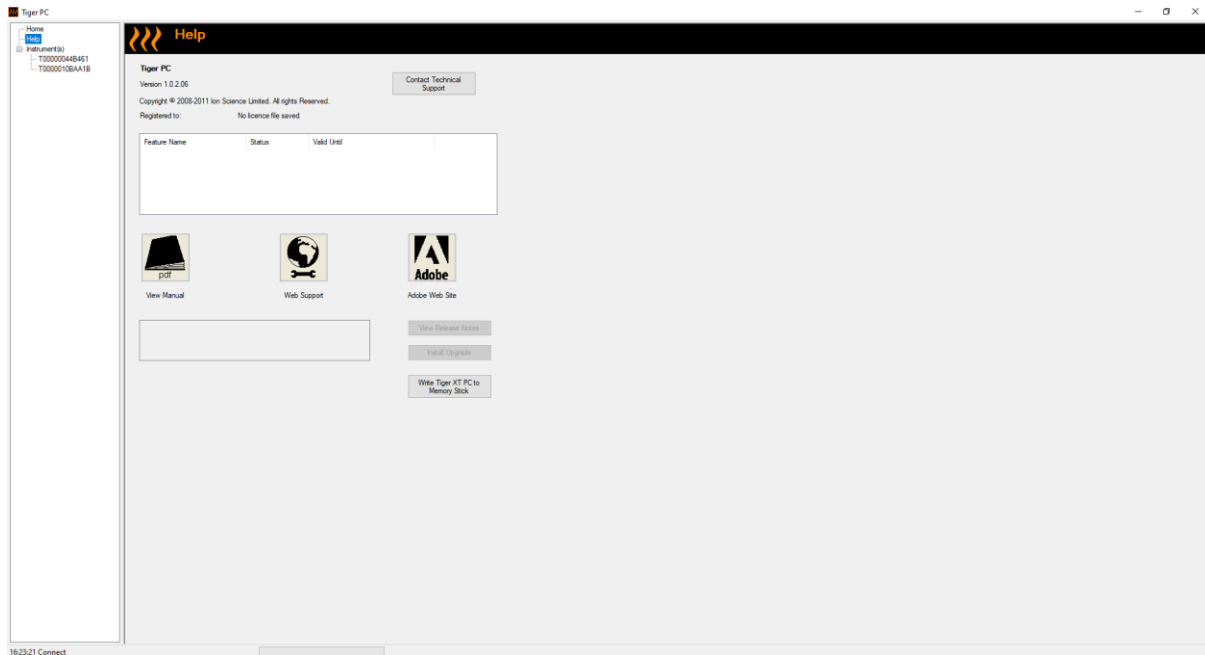 Tiger PC
Home
Help
Instrument(s)
T00000044B461
T0000010BAA1B
Help
Tiger PC
Version 1.0.2.06
Copyright © 2008-2011 Ion Science Limited. All rights Reserved.
Registered to: No licence file saved
Contact Technical
Support
Feature Name Status Valid Until
pdf
Adobe
View Manual Web Support Adobe Web Site
View Release Notes
Install Upgrade
Write Tiger XT PC to
Memory Stick
16:23:21 Connect